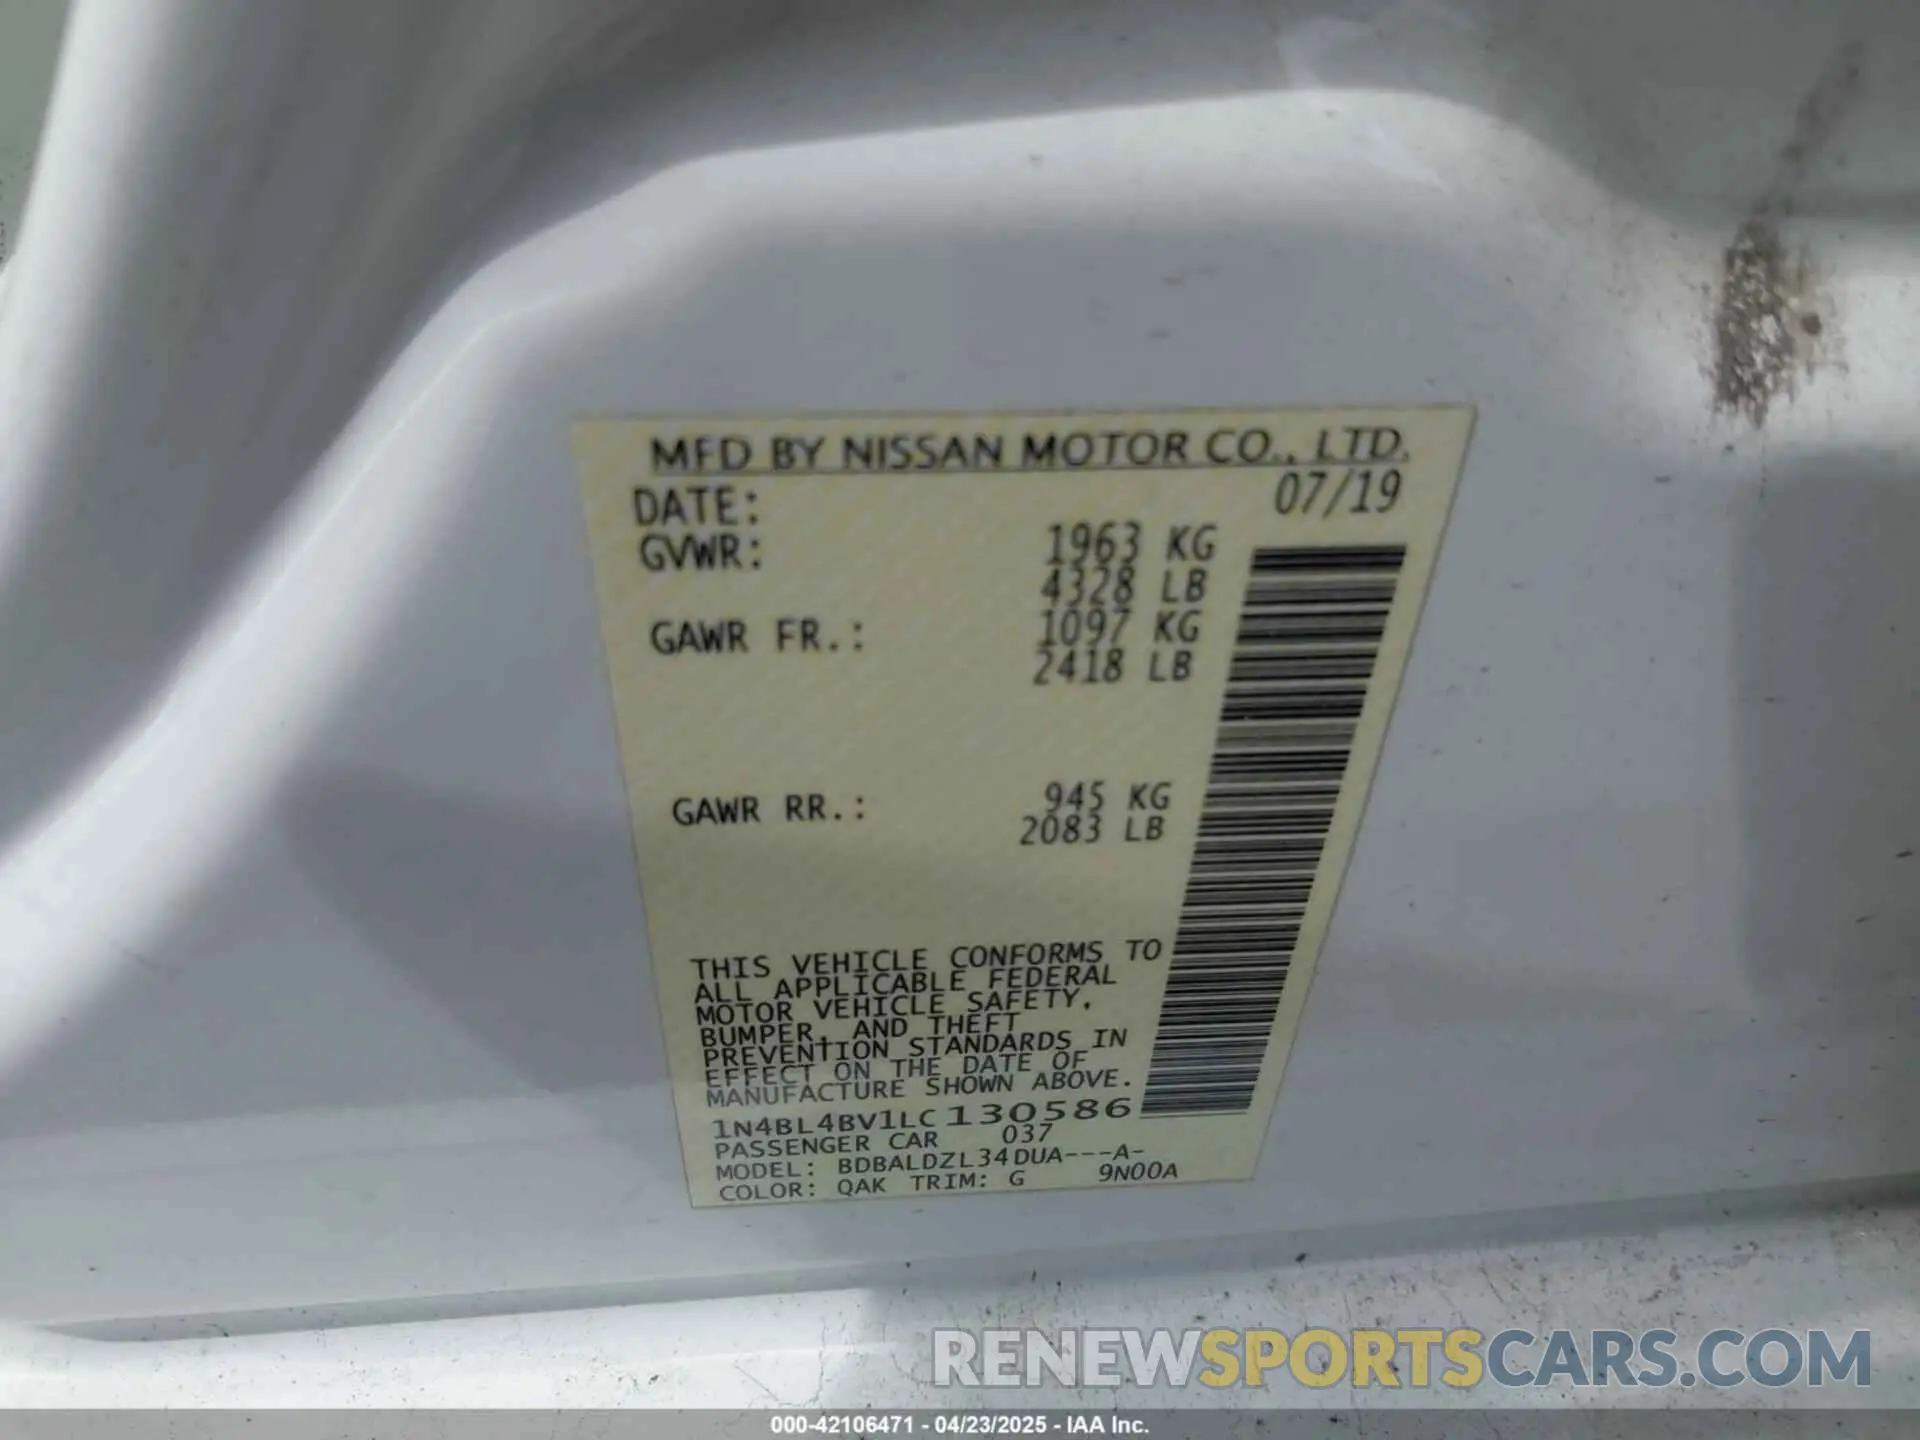 MFD BY NISSAN MOTOR CO., LTD.
DATE: 07/19
GVWR: 1963 KG
4328 LB
GAWR FR.: 1097 KG
2418 LB
GAWR RR.: 945 KG
2083 LB
THIS VEHICLE CONFORMS TO
ALL APPLICABLE FEDERAL
MOTOR VEHICLE SAFETY,
BUMPER, AND THEFT
PREVENTION STANDARDS IN
EFFECT ON THE DATE OF
MANUFACTURE SHOWN ABOVE.
1N4BL4BV1LC130586
PASSENGER CAR 037
MODEL: BDBALDZL34DUA---A-
COLOR: QAK TRIM: G 9N00A
RENEWSPORTSCARS.COM
000-42106471 - 04/23/2025 - IAA Inc.